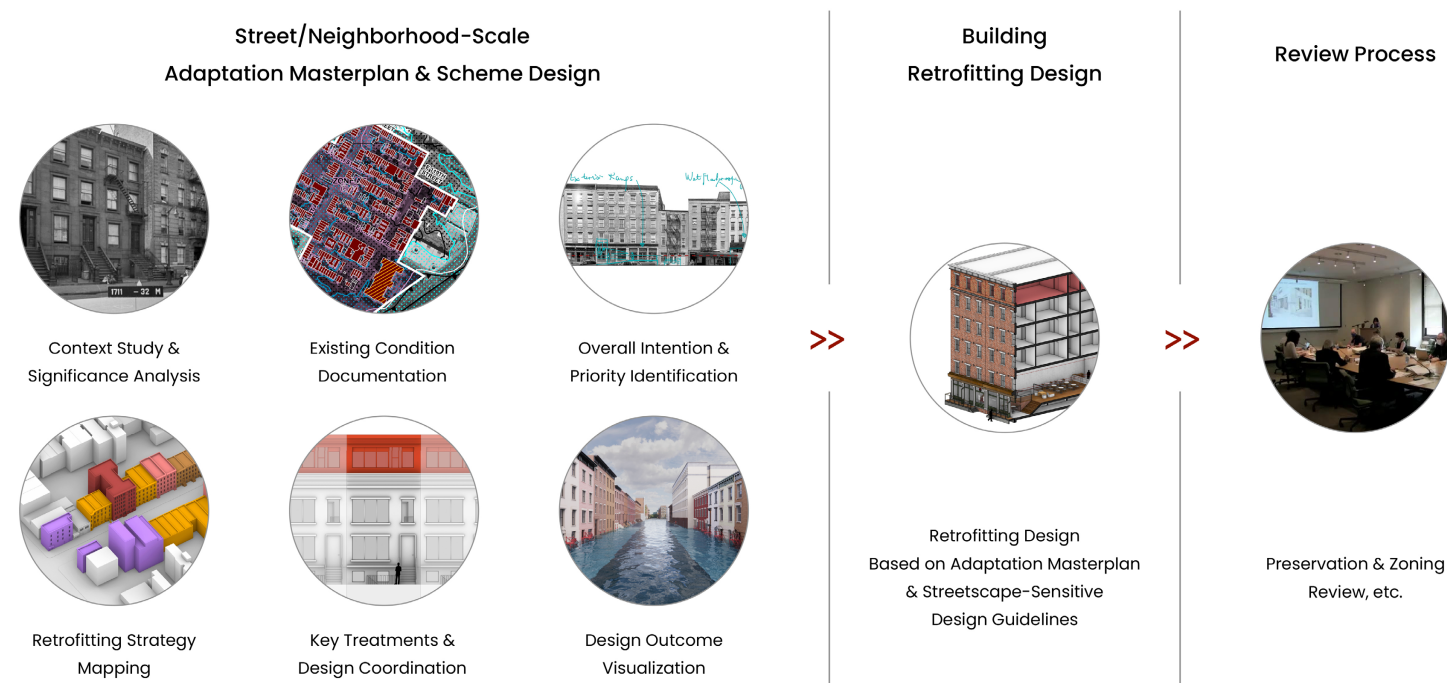 Street/Neighborhood-Scale
Adaptation Masterplan & Scheme Design
1711 - 32 M
Context Study &
Significance Analysis
Existing Condition
Documentation
Overall Intention &
Priority Identification
Retrofitting Strategy
Mapping
Key Treatments &
Design Coordination
Design Outcome
Visualization
>>
Building
Retrofitting Design
Retrofitting Design
Based on Adaptation Masterplan
& Streetscape-Sensitive
Design Guidelines
>>
Review Process
Preservation & Zoning
Review, etc.